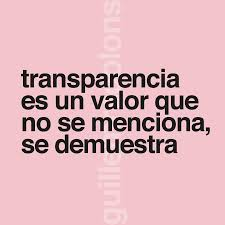 transparencia
es un valor que
no se menciona,
se demuestra